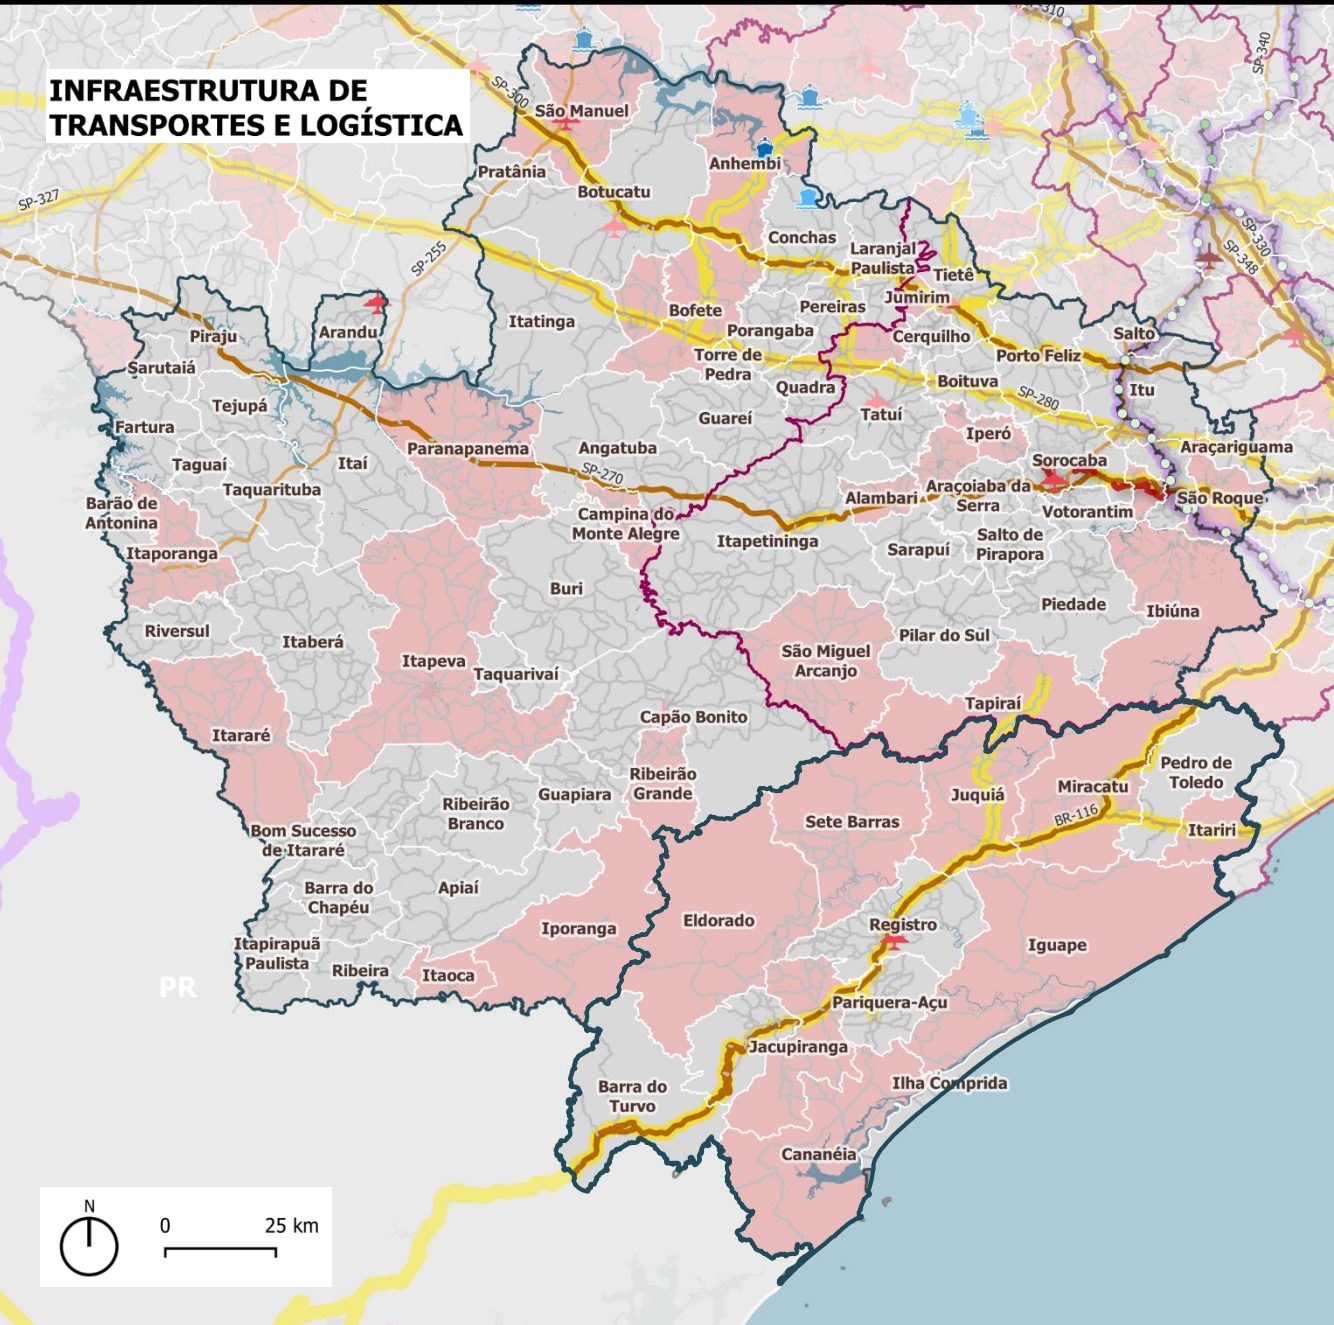 INFRAESTRUTURA DE
TRANSPORTES E LOGÍSTICA
SP-310
SP-340
SP-300
São Manuel
Anhembi
Pratânia
Botucatu
SP-327
SP-330
SP-348
SP-255
Conchas
Laranjal
Paulista
Tietê
Jumirim
Pereiras
Bofete
Itatinga
Arandu
Piraju
Porangaba
Cerquilho
Salto
Torre de
Pedra
Porto Feliz
Sarutaiá
Quadra
Boituva
SP-280
Itu
Tejupá
Tatuí
Guareí
Fartura
Iperó
Araçariguama
Paranapanema
Angatuba
Sorocaba
Taguaí
Itaí
SP-270
Taquarituba
Alambari
Araçoiaba da
Serra
São Roque
Votorantim
Barão de
Antonina
Campina do
Monte Alegre
Itapetininga
Salto de
Pirapora
Sarapuí
Itaporanga
Buri
Piedade
Ibiúna
Riversul
Itaberá
Pilar do Sul
Itapeva
São Miguel
Arcanjo
Taquarivaí
Tapiraí
Capão Bonito
Itararé
Pedro de
Toledo
Ribeirão
Grande
Guapiara
Juquiá
Miracatu
Ribeirão
Branco
BR-116
Sete Barras
Itariri
Bom Sucesso
de Itararé
Barra do
Chapéu
Apiaí
Eldorado
Registro
Iporanga
Iguape
Itapirapuã
Paulista
Ribeira
Itaoca
PR
Pariquera-Açu
Jacupiranga
Ilha Comprida
Barra do
Turvo
Cananéia
N
0 25 km